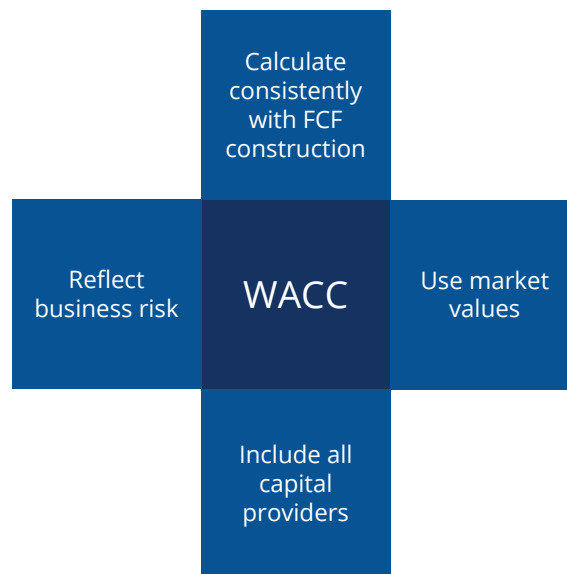 Calculate
consistently
with FCF
construction
Reflect
business risk
WACC
Use market
values
Include all
capital
providers